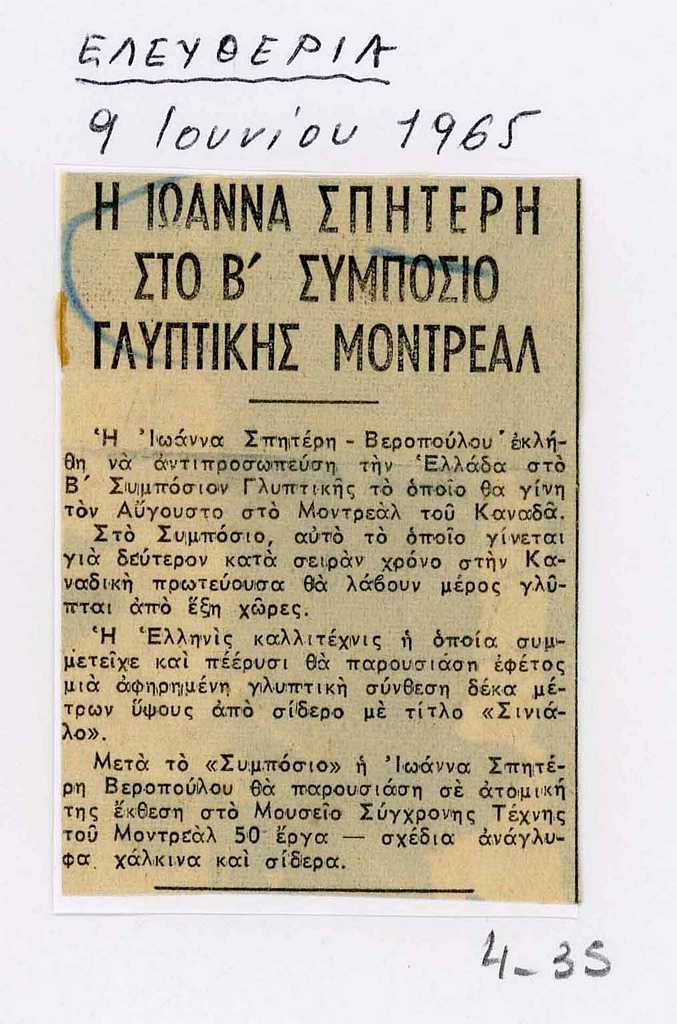 ΕΛΕΥΘΕΡΙΑ
9 Ιουνίου 1965
Η ΙΩΑΝΝΑ ΣΠΗΤΕΡΗ
ΣΤΟ Β′ ΣΥΜΠΟΣΙΟ
ΓΛΥΠΤΙΚΗΣ ΜΟΝΤΡΕΑΛ
Ἡ Ἰωάννα Σπητέρη - Βεροπούλου ἐκλή-
θη νὰ ἀντιπροσωπεύση τὴν Ἑλλάδα στὸ
Β′ Συμπόσιον Γλυπτικῆς τὸ ὁποῖο θα γίνη
τὸν Αὔγουστο στὸ Μοντρεὰλ τοῦ Καναδᾶ.
Στὸ Συμπόσιο, αὐτὸ τὸ ὁποῖο γίνεται
γιὰ δεύτερον κατὰ σειρὰν χρόνο στὴν Κα-
ναδικὴ πρωτεύουσα θὰ λάβουν μέρος γλῦ-
πται ἀπὸ ἕξη χῶρες.
Ἡ Ἑλληνὶς καλλιτέχνις ἡ ὁποία συμ-
μετεῖχε καὶ πέέρυσι θὰ παρουσιάση ἐφέτος
μιὰ ἀφηρημένη γλυπτικὴ σύνθεση δέκα μέ-
τρων ὕψους ἀπὸ σίδερο μὲ τίτλο «Σινιά-
λο».
Μετὰ τὸ «Συμπόσιο» ἡ Ἰωάννα Σπητέ-
ρη Βεροπούλου θὰ παρουσιάση σὲ ἀτομική
της ἔκθεση στὸ Μουσεῖο Σύγχρονης Τέχνης
τοῦ Μοντρεὰλ 50 ἔργα — σχέδια ἀνάγλυ-
φα χάλκινα καὶ σίδερα.
4-35